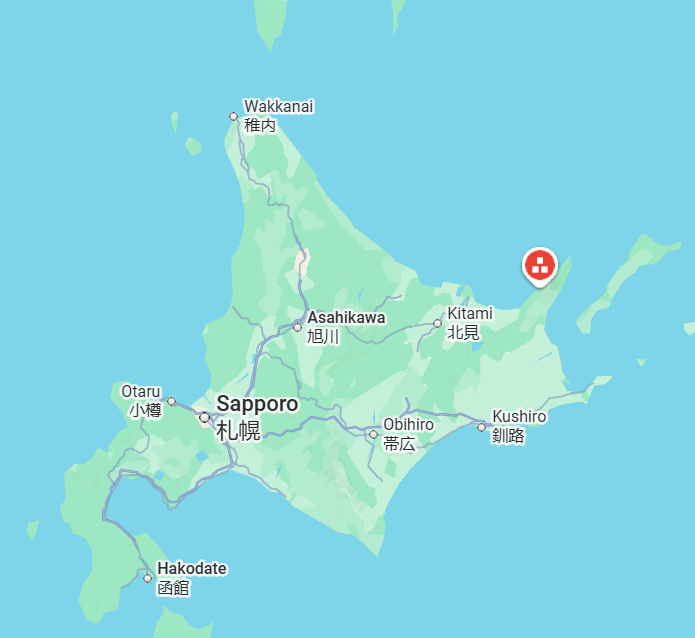 Wakkanai
稚内
Asahikawa
旭川
Kitami
北見
Otaru
小樽
Sapporo
札幌
Obihiro
帯広
Kushiro
釧路
Hakodate
函館